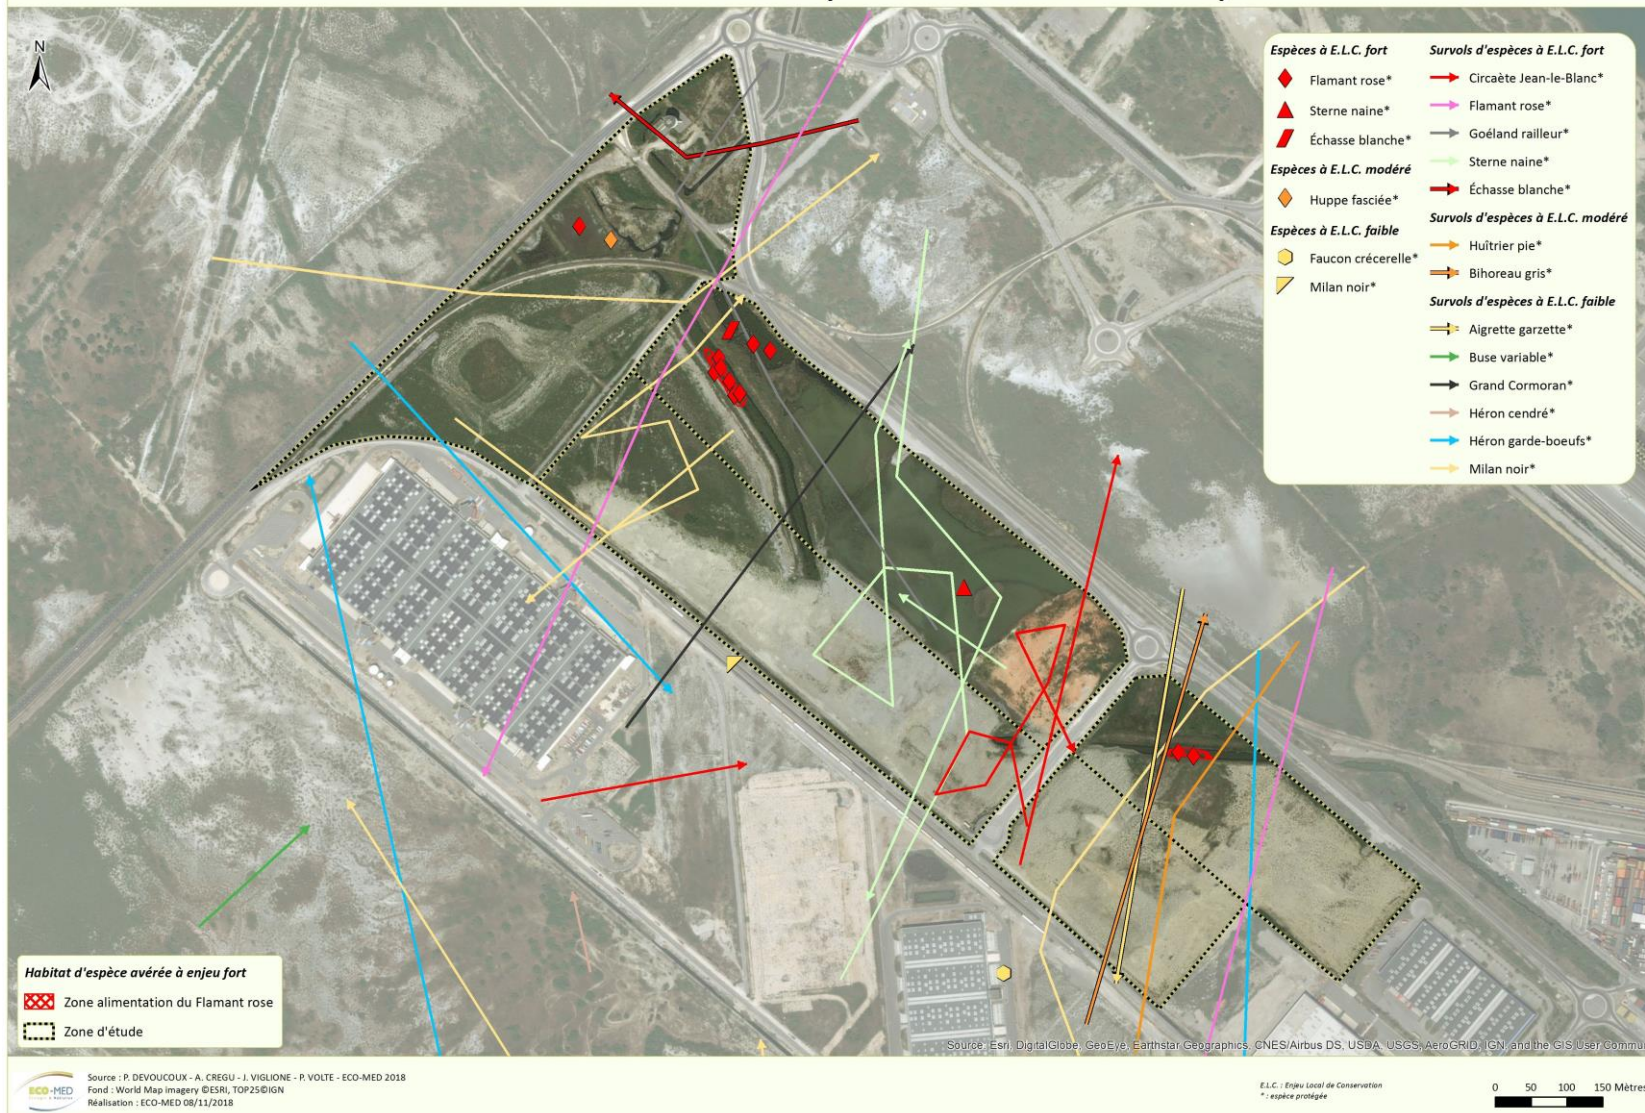 N
Espèces à E.L.C. fort
Flamant rose*
Sterne naine*
Échasse blanche*
Espèces à E.L.C. modéré
Huppe fasciée*
Espèces à E.L.C. faible
Faucon crécerelle*
Milan noir*
Survols d'espèces à E.L.C. fort
Circaète Jean-le-Blanc*
Flamant rose*
Goéland railleur*
Sterne naine*
Échasse blanche*
Survols d'espèces à E.L.C. modéré
Huîtrier pie*
Bihoreau gris*
Survols d'espèces à E.L.C. faible
Aigrette garzette*
Buse variable*
Grand Cormoran*
Héron cendré*
Héron garde-boeufs*
Milan noir*
Habitat d'espèce avérée à enjeu fort
Zone alimentation du Flamant rose
Zone d'étude
Source: Esri, DigitalGlobe, GeoEye, Earthstar Geographics, CNES/Airbus DS, USDA, USGS, AeroGRID, IGN, and the GIS User Commu
ECO-MED
Source : P. DEVOUCOUX - A. CREGU - J. VIGLIONE - P. VOLTE - ECO-MED 2018
Fond : World Map imagery ©ESRI, TOP25©IGN
Réalisation : ECO-MED 08/11/2018
E.L.C. : Enjeu Local de Conservation
* : espèce protégée
0 50 100 150 Mètres